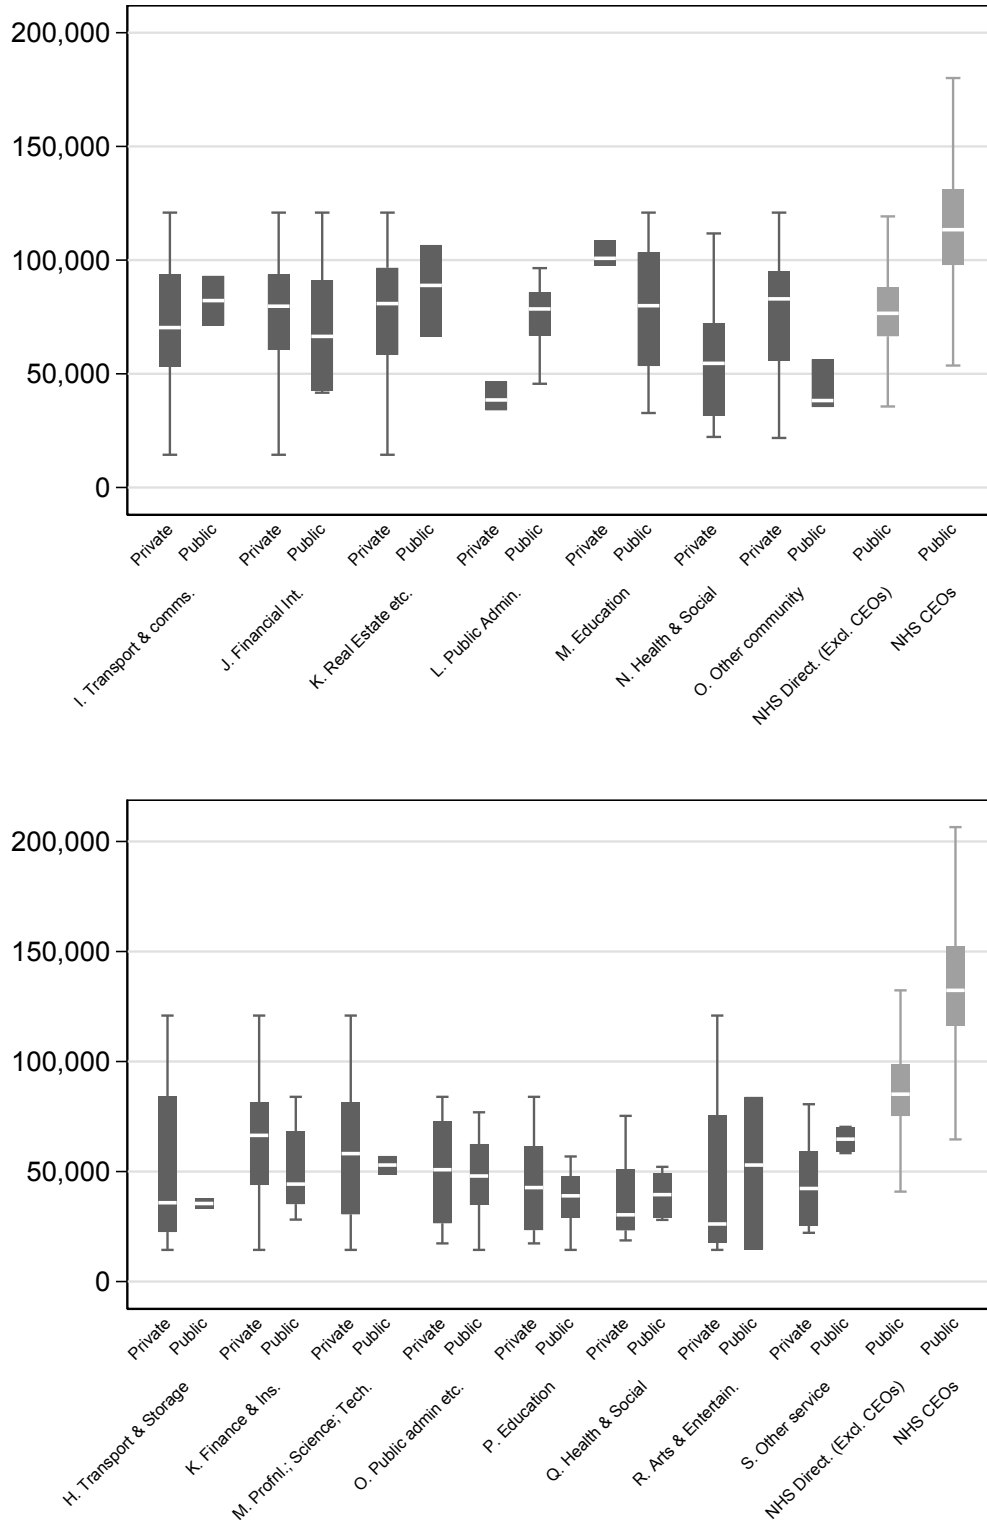 200,000
150,000
100,000
50,000
0
Private
Public
Private
Public
Private
Public
Private
Public
Private
Public
Private
Private
Public
Public
Public
I. Transport & comms.
J. Financial Int.
K. Real Estate etc.
L. Public Admin.
M. Education
N. Health & Social
O. Other community
NHS Direct. (Excl. CEOs)
NHS CEOs
200,000
150,000
100,000
50,000
0
Private
Public
Private
Public
Private
Public
Private
Public
Private
Public
Private
Public
Private
Public
Private
Public
Public
Public
H. Transport & Storage
K. Finance & Ins.
M. Profnl.; Science; Tech.
O. Public admin etc.
P. Education
Q. Health & Social
R. Arts & Entertain.
S. Other service
NHS Direct. (Excl. CEOs)
NHS CEOs